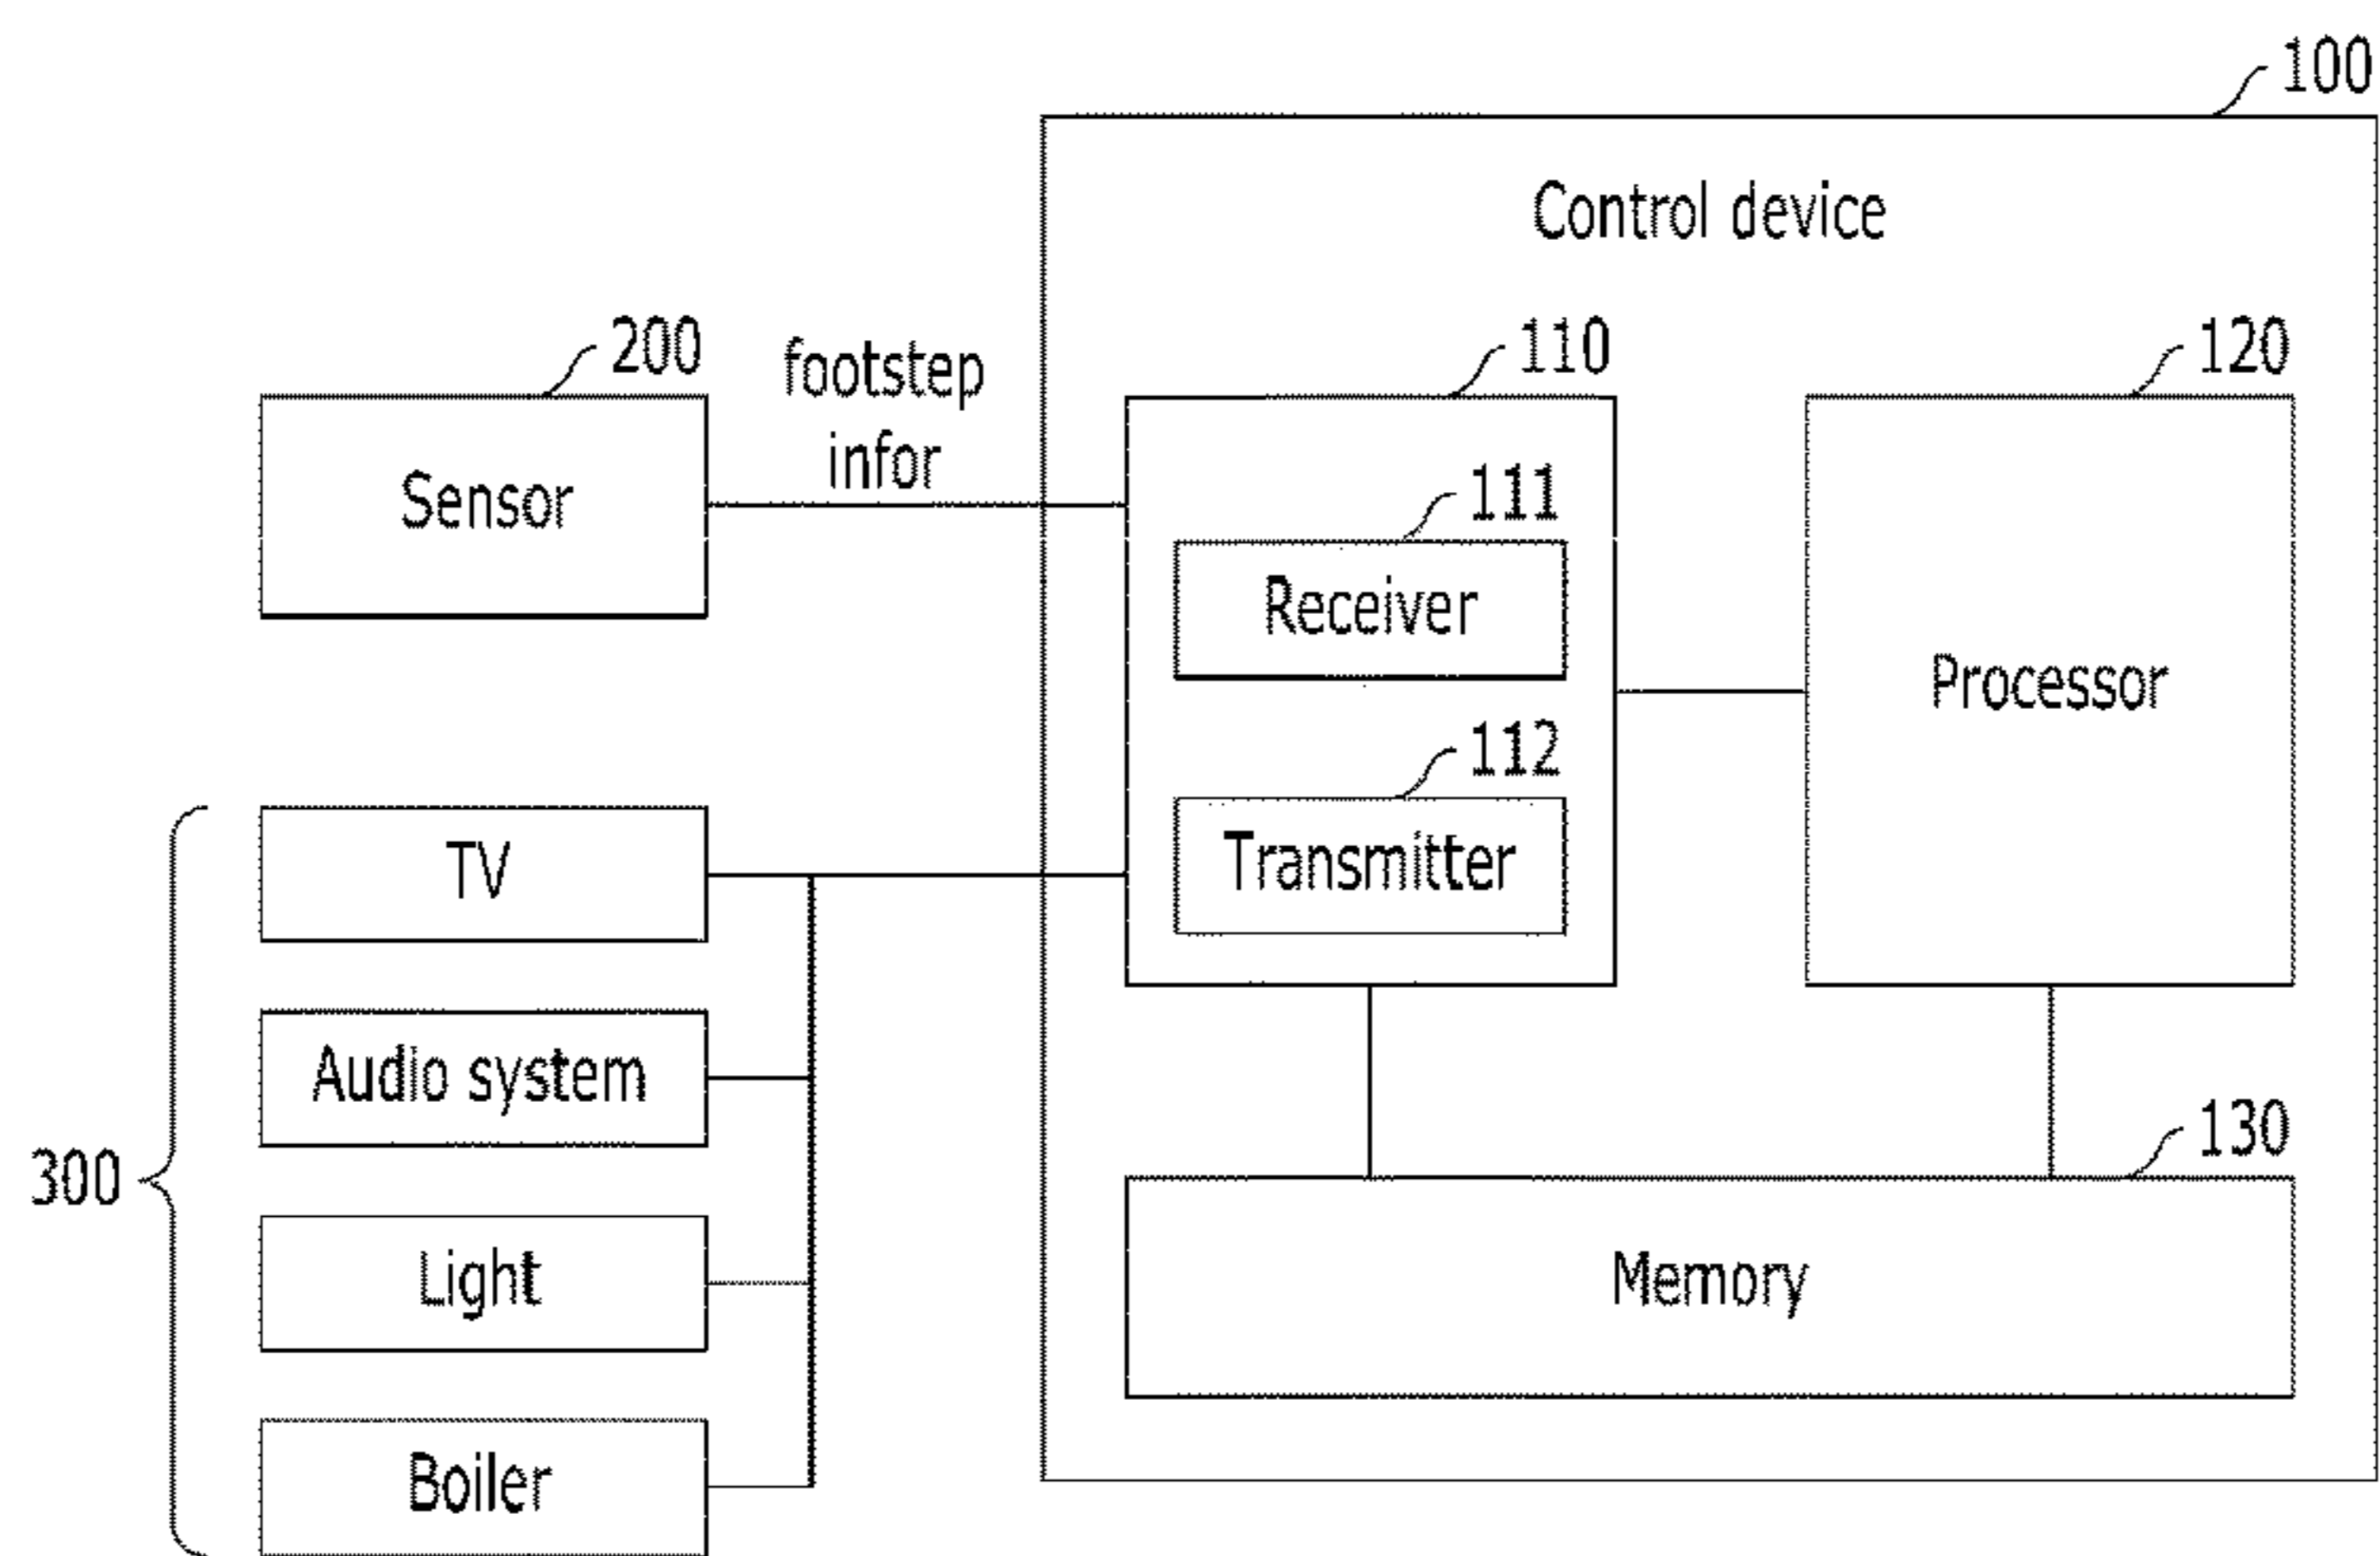 100
Control device
200
footstep
infor
110
120
Sensor
111
Receiver
Processor
112
Transmitter
TV
Audio system
300
130
Light
Memory
Boiler